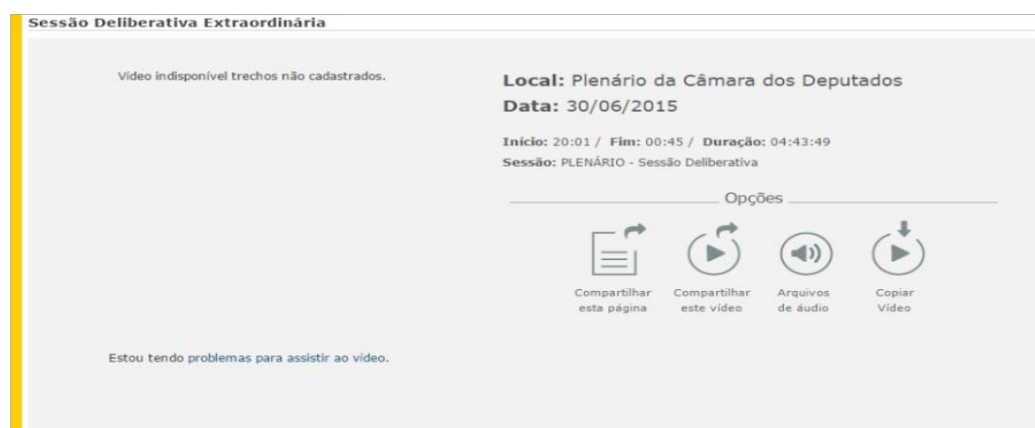 Sessão Deliberativa Extraordinária
Vídeo indisponível trechos não cadastrados.
Local: Plenário da Câmara dos Deputados
Data: 30/06/2015
Início: 20:01 / Fim: 00:45 / Duração: 04:43:49
Sessão: PLENÁRIO - Sessão Deliberativa
Opções
Compartilhar
esta página
Compartilhar
este vídeo
Arquivos
de áudio
Copiar
Vídeo
Estou tendo problemas para assistir ao vídeo.